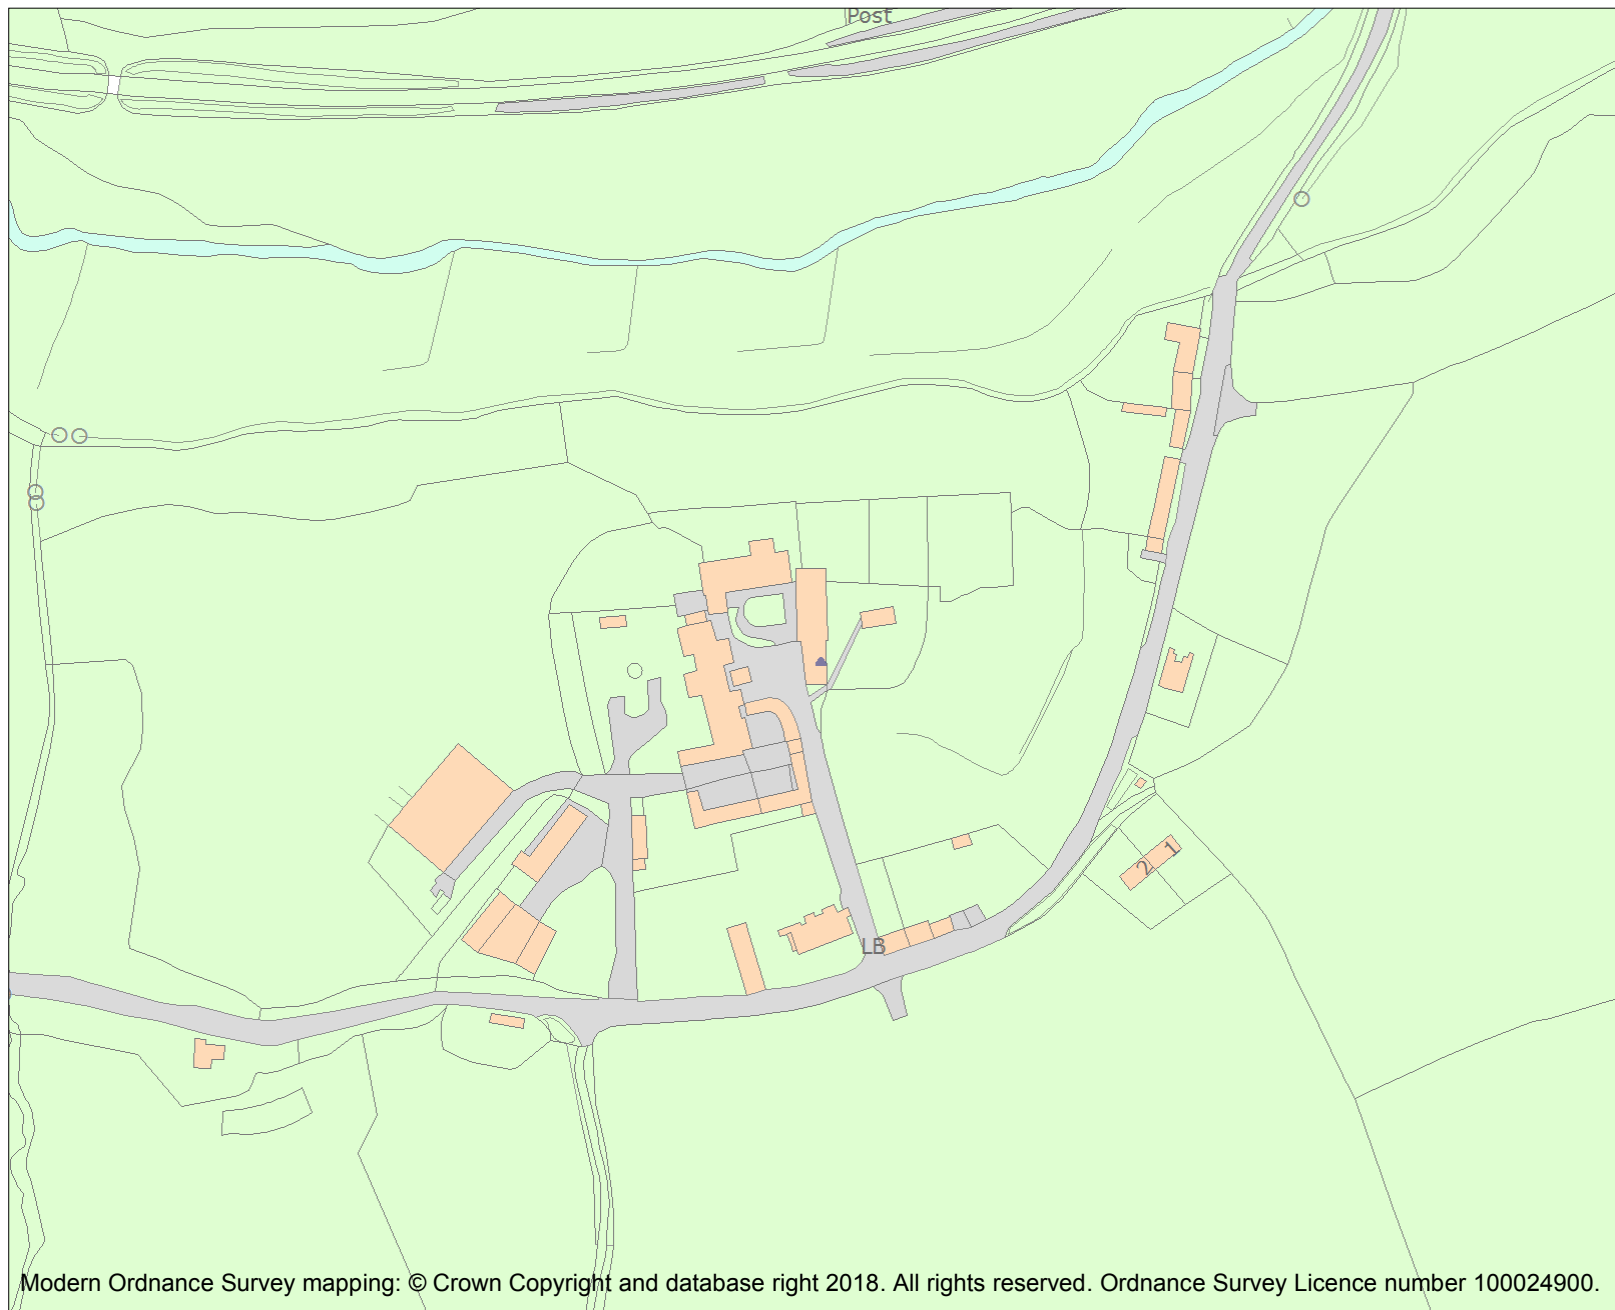 Post
1
2
LB
Modern Ordnance Survey mapping: © Crown Copyright and database right 2018. All rights reserved. Ordnance Survey Licence number 100024900.